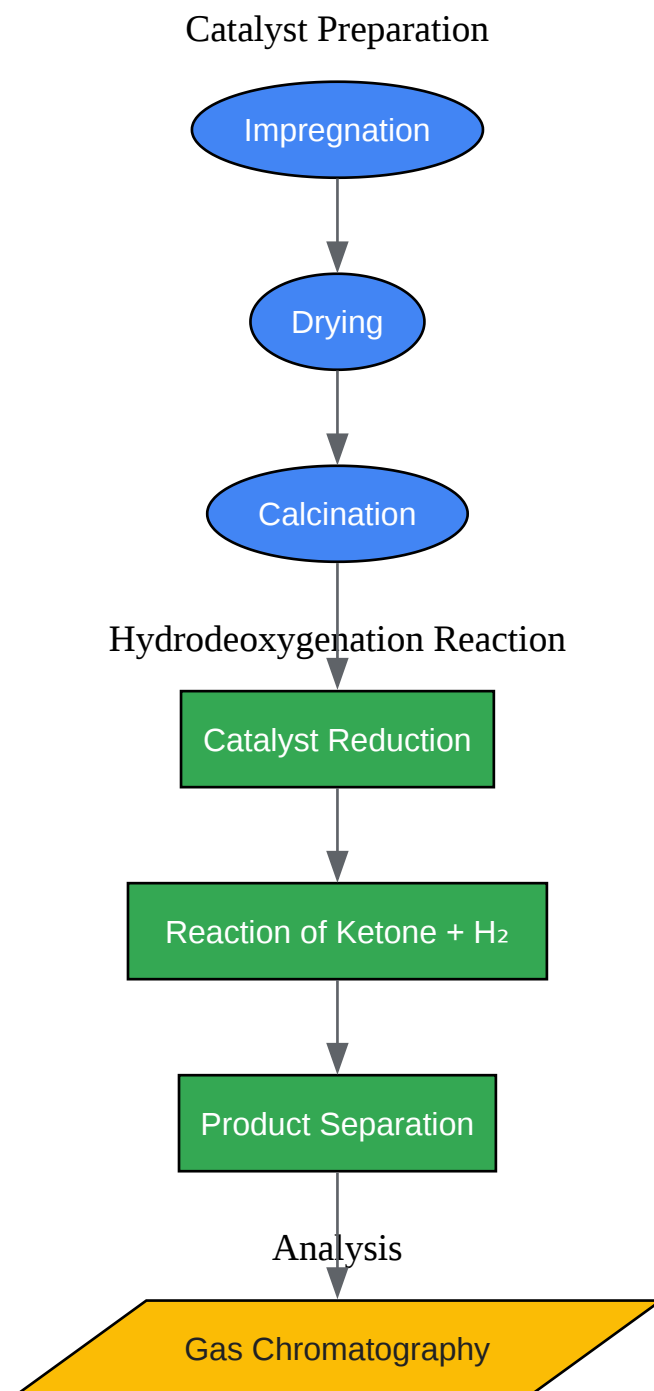 Catalyst Preparation
Impregnation
Drying
Calcination
Hydrodeoxygenation Reaction
Catalyst Reduction
Reaction of Ketone + H₂
Product Separation
Analysis
Gas Chromatography